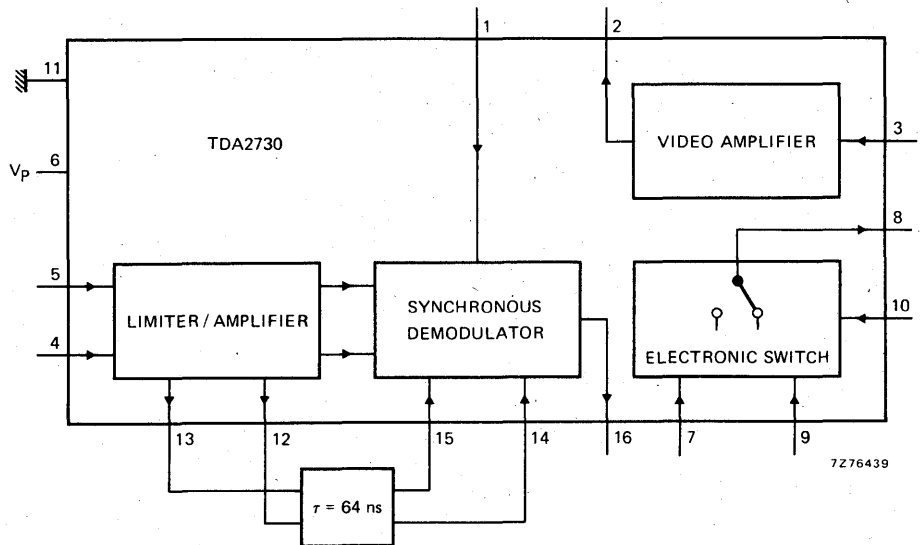 1
2
11
TDA2730
VIDEO AMPLIFIER
3
6
VP
8
5
LIMITER / AMPLIFIER
SYNCHRONOUS
DEMODULATOR
10
4
ELECTRONIC SWITCH
13
12
15
14
16
7
9
7Z76439
τ = 64 ns